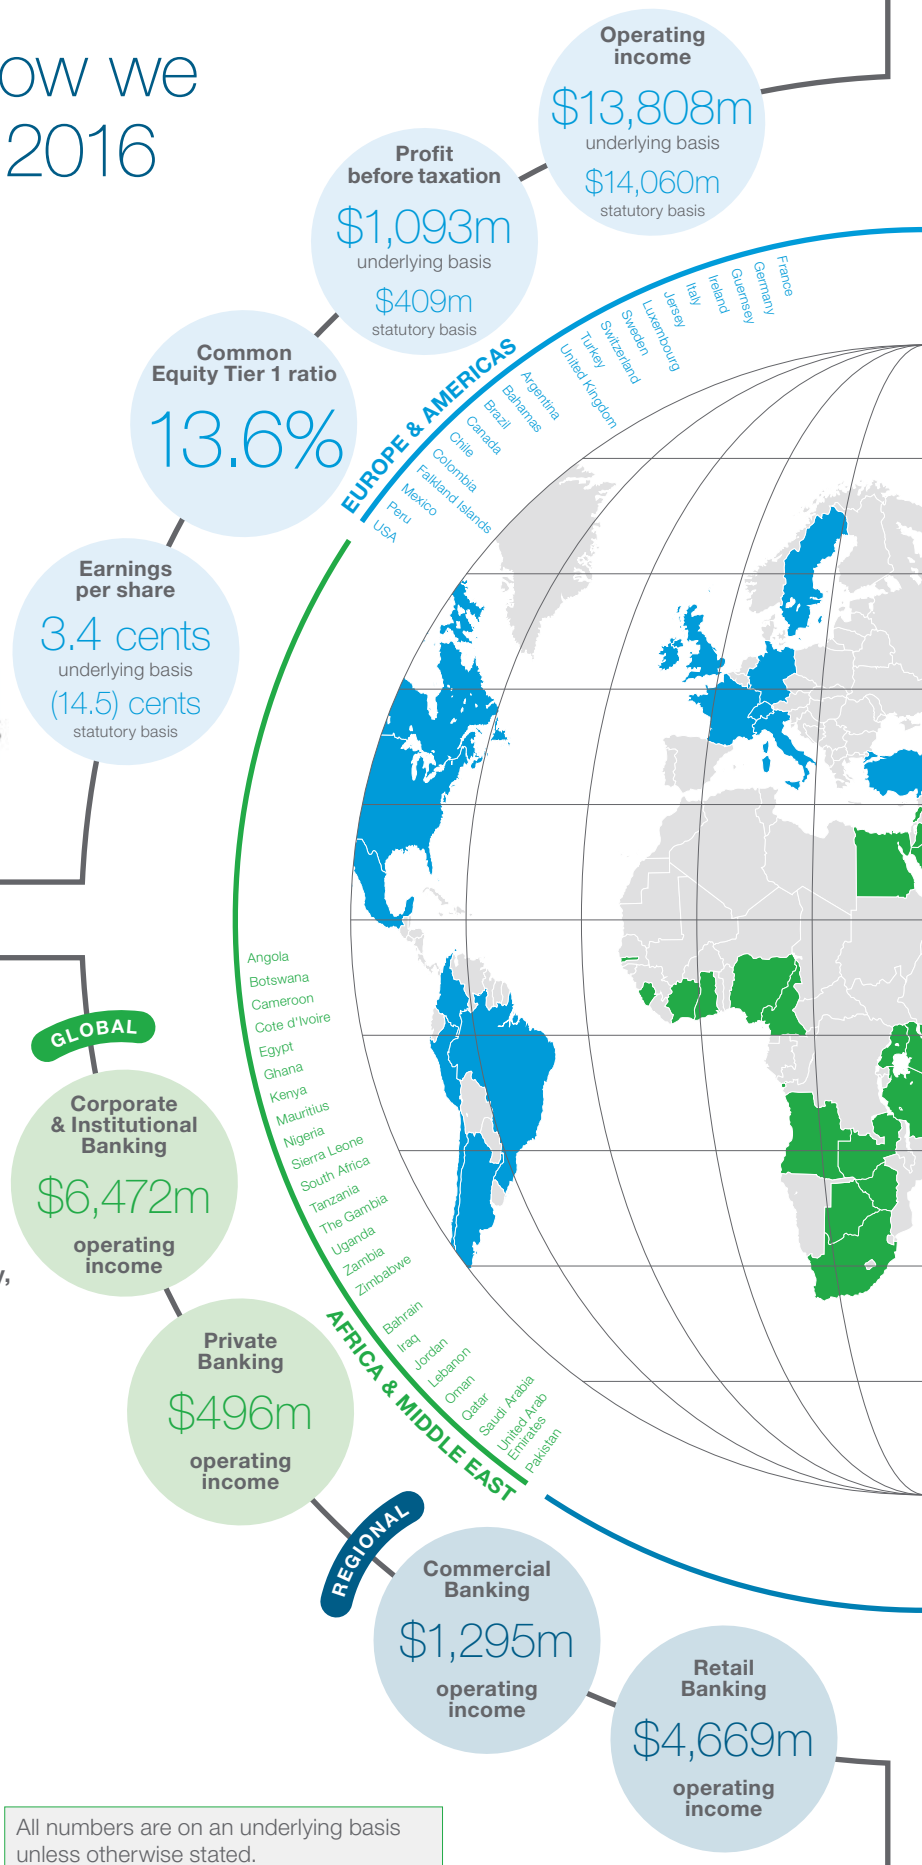 ow we
2016
Operating
income
$13,808m
underlying basis
$14,060m
statutory basis
Profit
before taxation
$1,093m
underlying basis
$409m
statutory basis
Common
Equity Tier 1 ratio
13.6%
Earnings
per share
3.4 cents
underlying basis
(14.5) cents
statutory basis
EUROPE & AMERICAS
France
Germany
Guernsey
Ireland
Italy
Jersey
Luxembourg
Sweden
Switzerland
Turkey
United Kingdom
Argentina
Bahamas
Brazil
Canada
Chile
Colombia
Falkland Islands
Mexico
Peru
USA
Angola
Botswana
Cameroon
Cote d'Ivoire
Egypt
Ghana
Kenya
Mauritius
Nigeria
Sierra Leone
South Africa
Tanzania
The Gambia
Uganda
Zambia
Zimbabwe
Bahrain
Iraq
Jordan
Lebanon
Oman
Qatar
Saudi Arabia
United Arab
Emirates
Pakistan
AFRICA & MIDDLE EAST
GLOBAL
Corporate
& Institutional
Banking
$6,472m
operating
income
Private
Banking
$496m
operating
income
REGIONAL
Commercial
Banking
$1,295m
operating
income
Retail
Banking
$4,669m
operating
income
All numbers are on an underlying basis
unless otherwise stated.